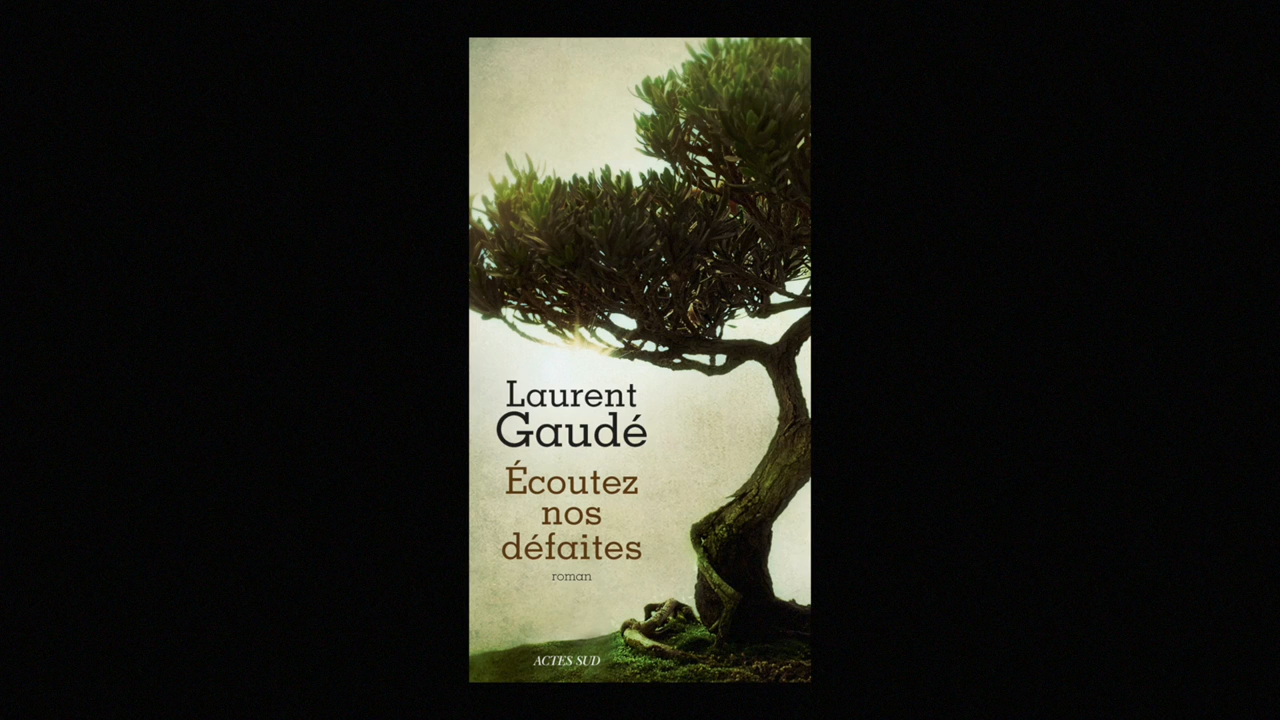 Laurent
Gaudé
Écoutez
nos
défaites
roman
ACTES SUD